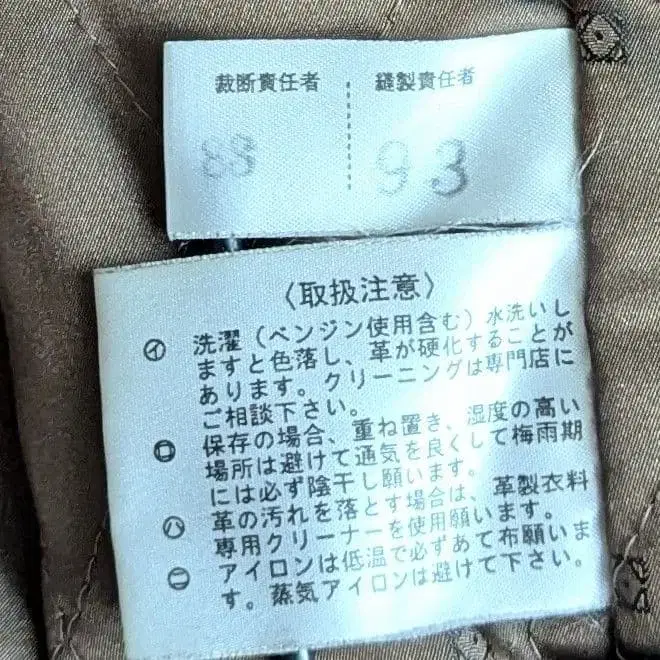 裁断責任者 縫製責任者
88 93
〈取扱注意〉
㋑ 洗濯（ベンジン使用含む）水洗いし
ますと色落し、革が硬化することが
あります。クリーニングは専門店に
ご相談下さい。
㋺ 保存の場合、重ね置き、湿度の高い
場所は避けて通気を良くして梅雨期
には必ず陰干し願います。
㋩ 革の汚れを落とす場合は、革製衣料
専用クリーナーを使用願います。
㋥ アイロンは低温で必ずあて布願いま
す。蒸気アイロンは避けて下さい。